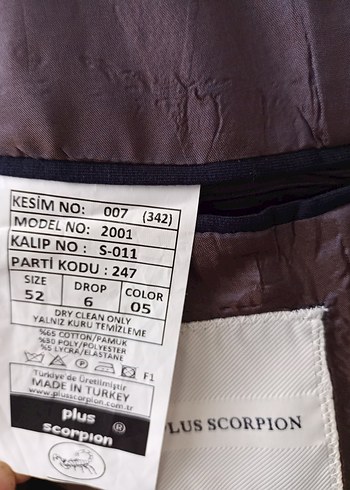 KESİM NO: 007 (342)
MODEL NO: 2001
KALIP NO : S-011
PARTİ KODU : 247
SIZE DROP COLOR
52 6 05
DRY CLEAN ONLY
YALNIZ KURU TEMİZLEME
%65 COTTON/PAMUK
%30 POLY/POLYESTER
%5 LYCRA/ELASTANE
P F1
Türkiye'de Üretilmiştir
MADE IN TURKEY
www.plusscorpion.com.tr
plus
scorpion ®
LUS SCORPION